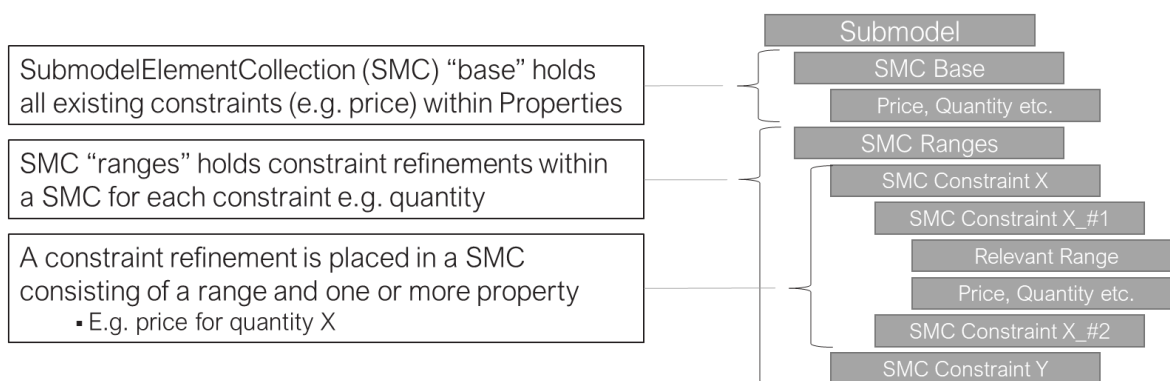 SubmodelElementCollection (SMC) “base” holds
all existing constraints (e.g. price) within Properties
SMC “ranges” holds constraint refinements within
a SMC for each constraint e.g. quantity
A constraint refinement is placed in a SMC
consisting of a range and one or more property
▪ E.g. price for quantity X
Submodel
SMC Base
Price, Quantity etc.
SMC Ranges
SMC Constraint X
SMC Constraint X_#1
Relevant Range
Price, Quantity etc.
SMC Constraint X_#2
SMC Constraint Y